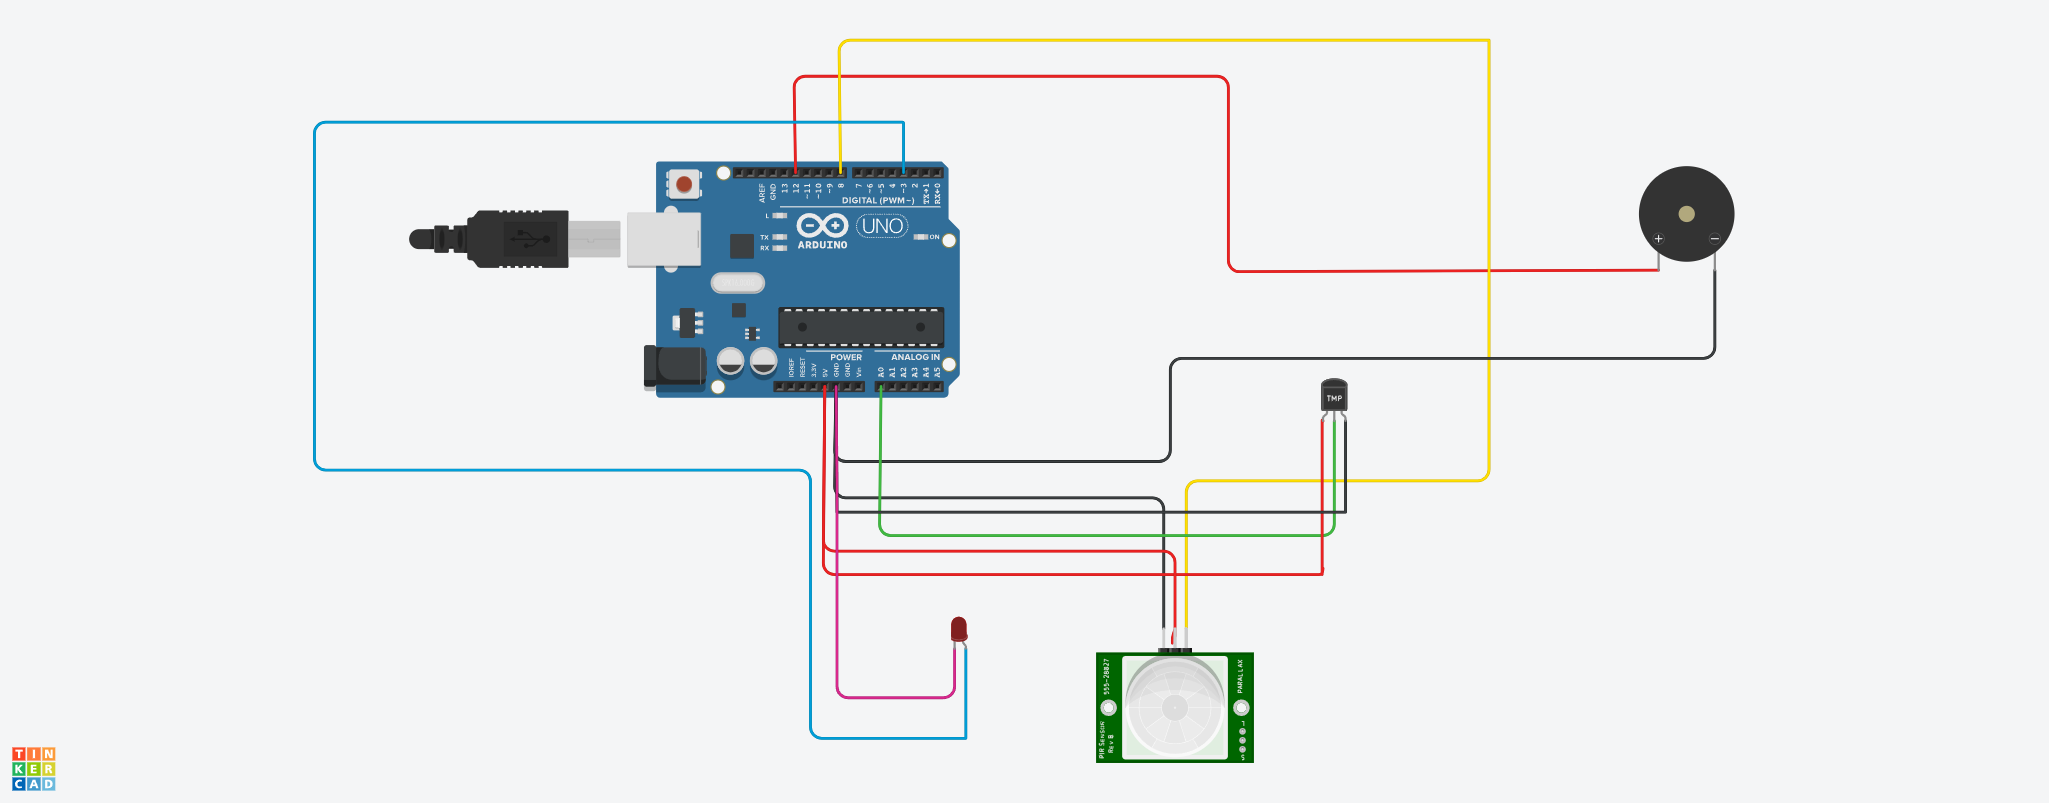 AREF
GND
13
12
~11
~10
~9
8
7
~6
~5
4
~3
2
TX→1
RX←0
DIGITAL (PWM~)
L
TX
RX
ARDUINO
UNO
ON
POWER
ANALOG IN
IOREF
RESET
3.3V
5V
GND
GND
Vin
A0
A1
A2
A3
A4
A5
+
−
TMP
555-28027
PARALLAX
PIR SENSOR
Rev B
L
S
TIN
KER
CAD